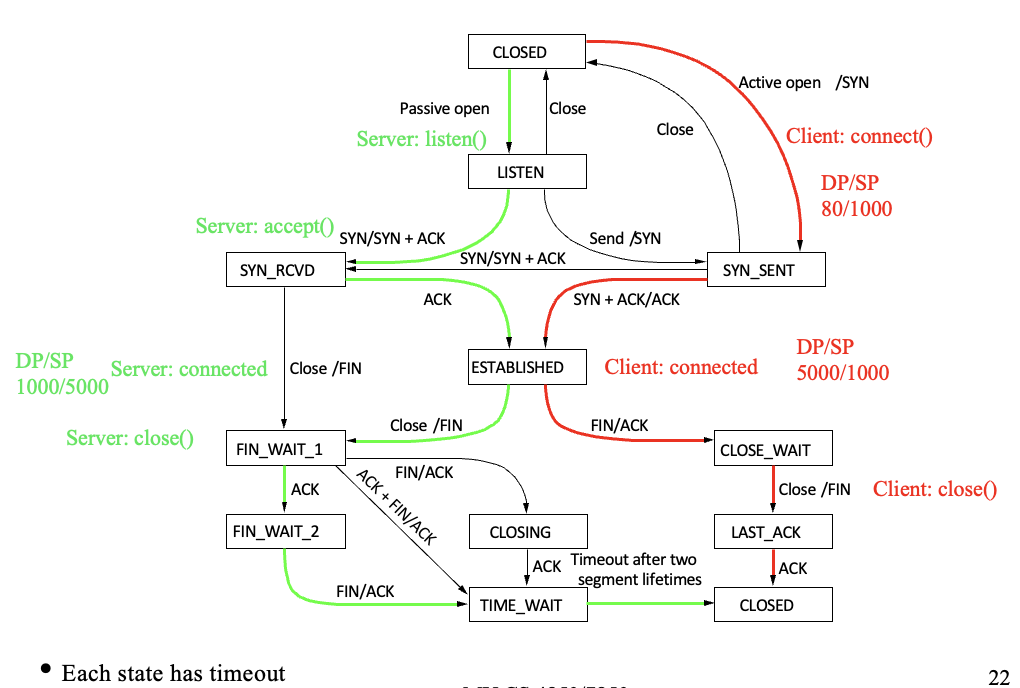 CLOSED
Active open /SYN
Passive open
Close
Close
Server: listen()
Client: connect()
LISTEN
DP/SP
80/1000
Server: accept()
SYN/SYN + ACK
Send /SYN
SYN/SYN + ACK
SYN_RCVD
SYN_SENT
ACK
SYN + ACK/ACK
DP/SP
1000/5000
Server: connected
Close /FIN
ESTABLISHED
Client: connected
DP/SP
5000/1000
Server: close()
Close /FIN
FIN/ACK
FIN_WAIT_1
CLOSE_WAIT
FIN/ACK
ACK
ACK + FIN/ACK
Close /FIN
Client: close()
FIN_WAIT_2
CLOSING
LAST_ACK
ACK
Timeout after two
segment lifetimes
ACK
FIN/ACK
TIME_WAIT
CLOSED
• Each state has timeout
22